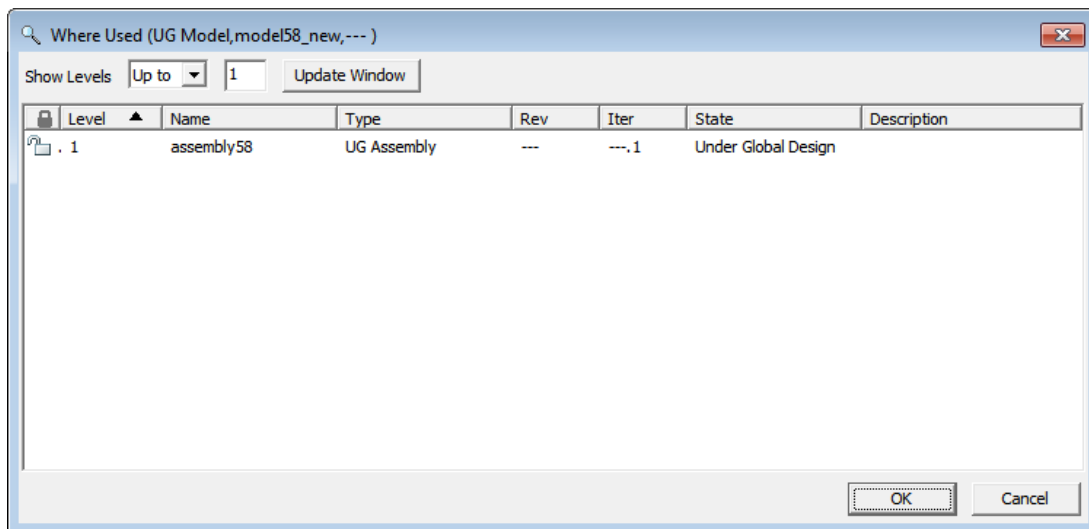 Where Used (UG Model,model58_new,--- )
Show Levels Up to 1 Update Window
Level Name Type Rev Iter State Description
. 1 assembly58 UG Assembly --- ---.1 Under Global Design
OK Cancel